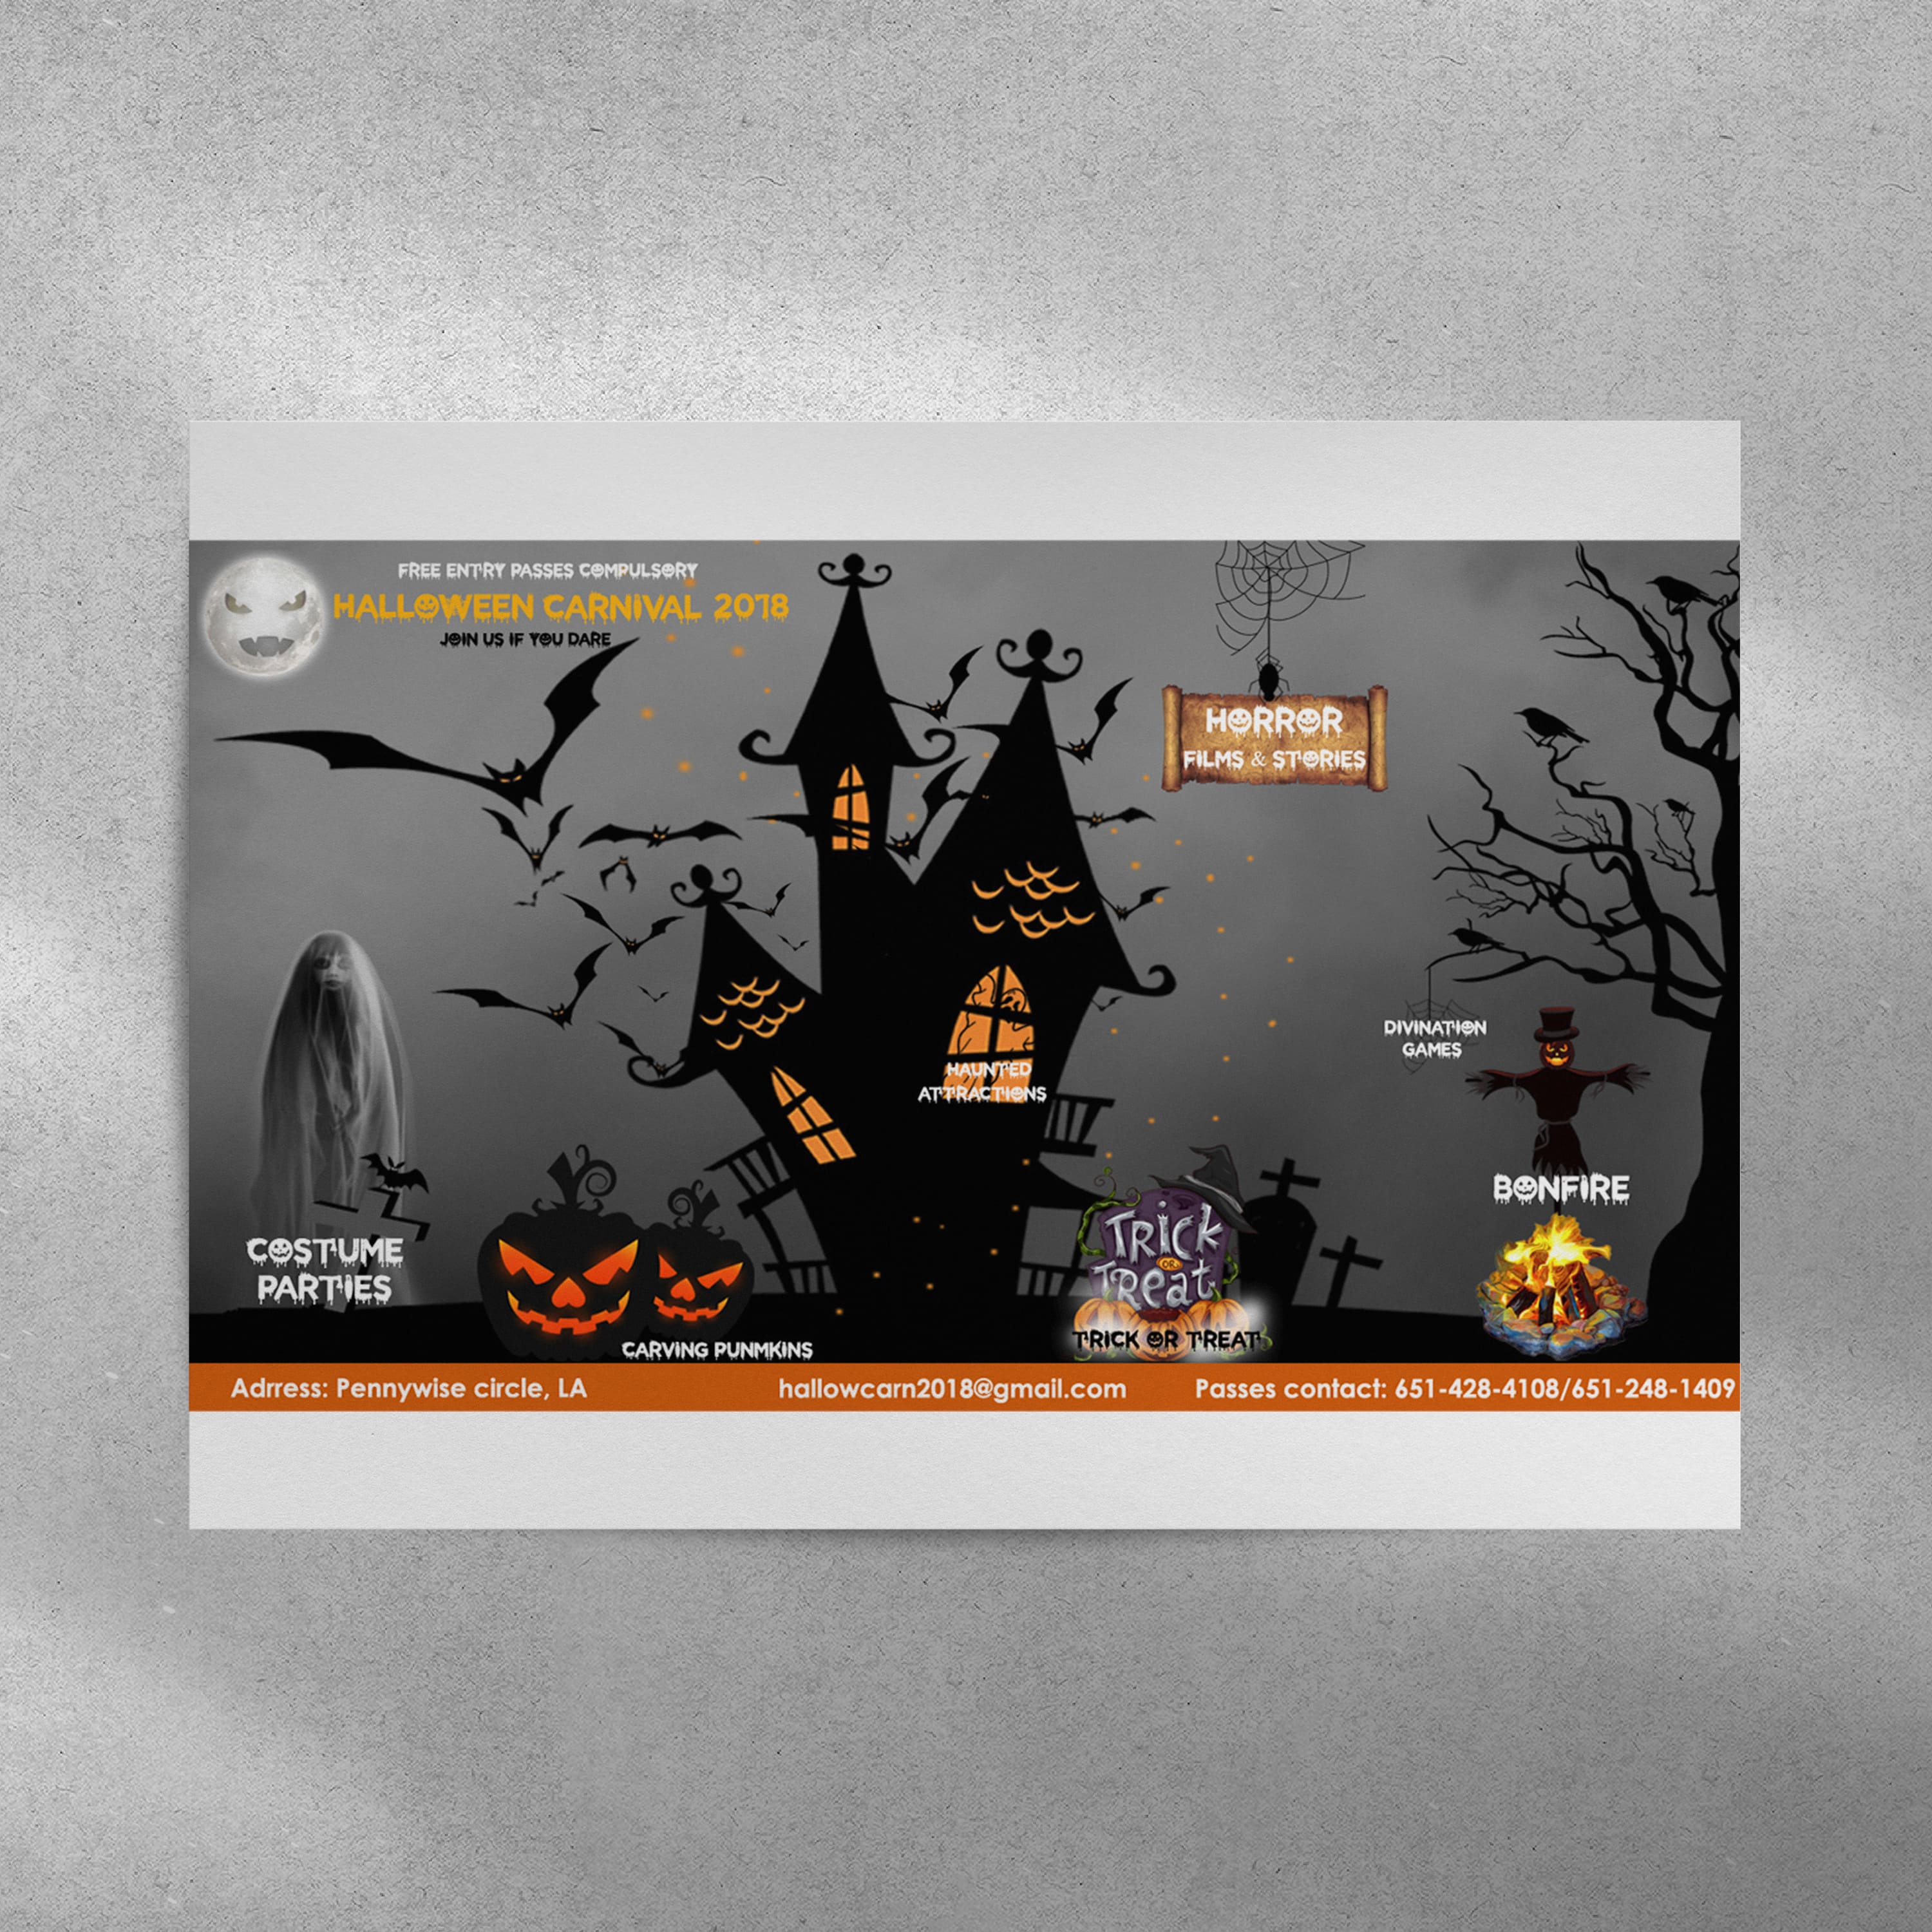 FREE ENTRY PASSES COMPULSORY
HALLOWEEN CARNIVAL 2018
JOIN US IF YOU DARE
HORROR
FILMS & STORIES
DIVINATION
GAMES
HAUNTED
ATTRACTIONS
BONFIRE
COSTUME
PARTIES
TRICK
OR
TREAT
TRICK OR TREAT
CARVING PUNMKINS
Adrress: Pennywise circle, LA
hallowcarn2018@gmail.com
Passes contact: 651-428-4108/651-248-1409